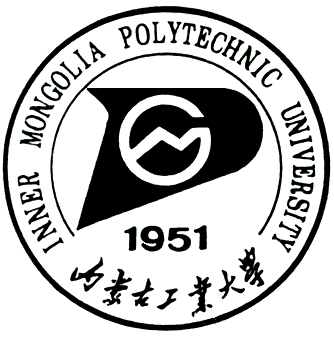 INNER MONGOLIA POLYTECHNIC UNIVERSITY
1951
内蒙古工业大学